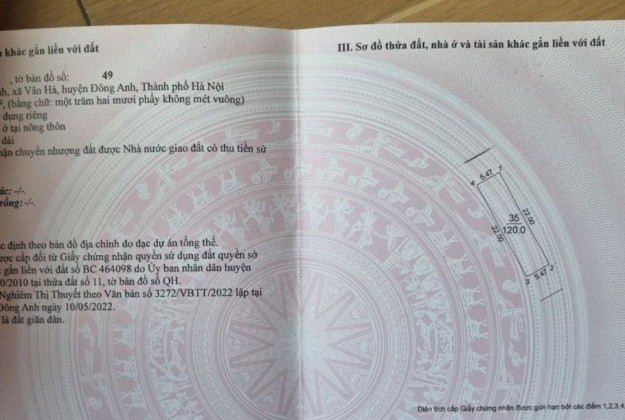 khác gắn liền với đất
, tờ bản đồ số: 49
xã Vân Hà, huyện Đông Anh, Thành phố Hà Nội
, (bằng chữ: một trăm hai mươi phẩy không mét vuông)
dụng riêng
ở tại nông thôn
dài
chuyển nhượng đất được Nhà nước giao đất có thu tiền sử
-/-.
-/-.
định theo bản đồ địa chính đo đạc dự án tổng thể.
cấp đổi từ Giấy chứng nhận quyền sử dụng đất quyền sở
gắn liền với đất số BC 464098 do Ủy ban nhân dân huyện
0/2010 tại thửa đất số 11, tờ bản đồ số QH.
Nghiêm Thị Thuyết theo Văn bản số 3272/VBTT/2022 lập tại
Đông Anh ngày 10/05/2022.
là đất giãn dân.
III. Sơ đồ thửa đất, nhà ở và tài sản khác gắn liền với đất
4 5.47 1
22.00 35 22.00
120.0
3 5.47 2
Diện tích cấp Giấy chứng nhận được giới hạn bởi các điểm 1,2,3,4